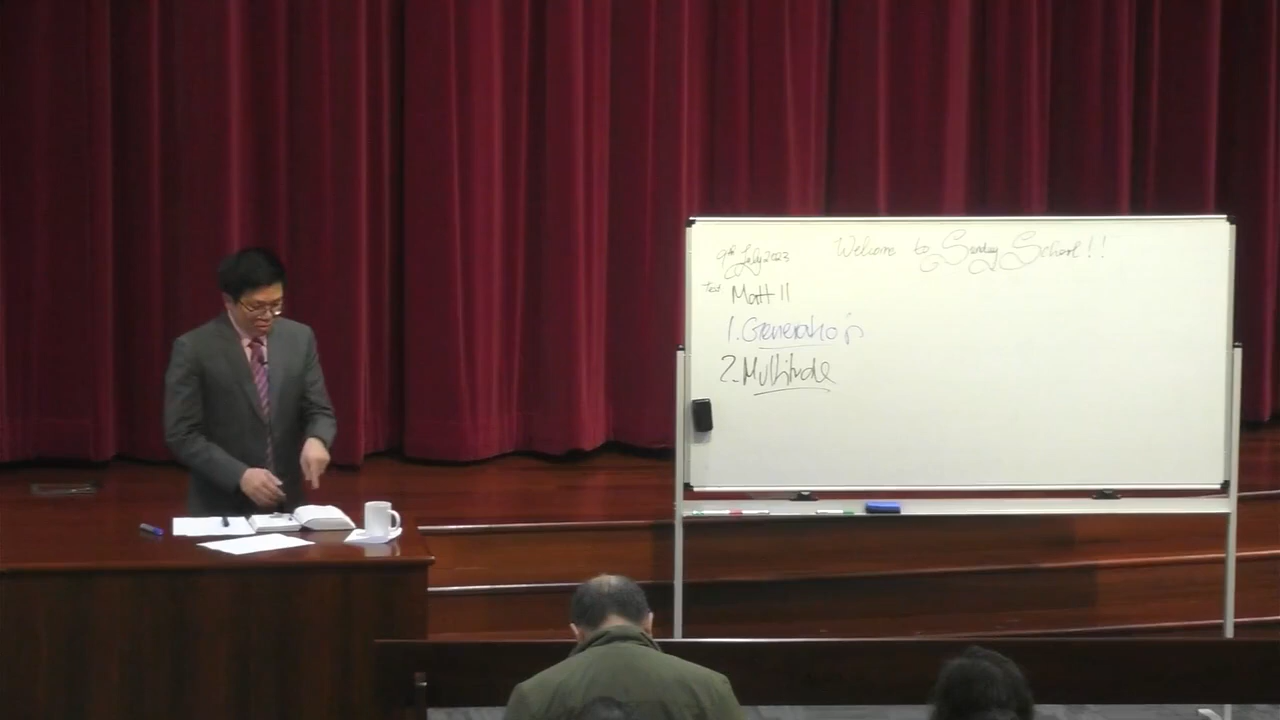 Welcome to Sunday School!!
9th July 2023
Text Matt 11
1. Generation
2. Multitude